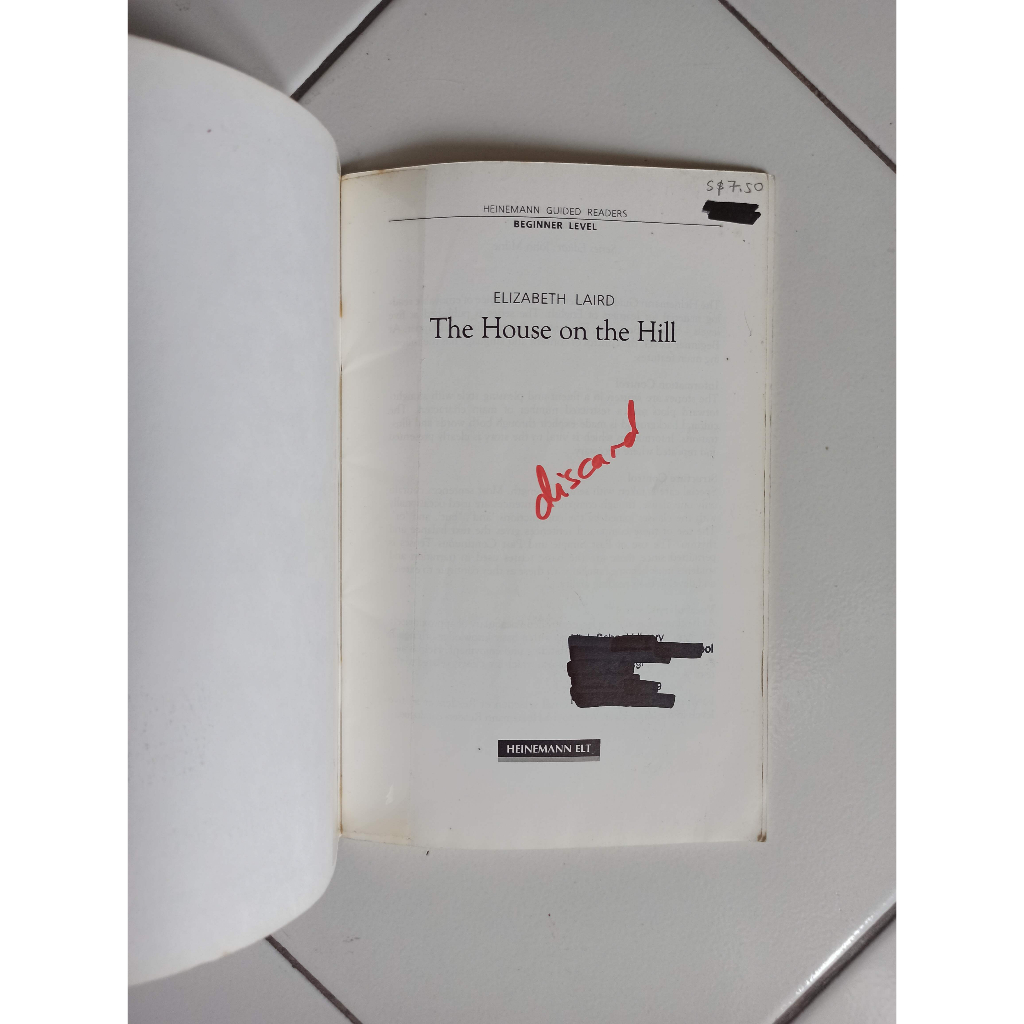 S$7.50
HEINEMANN GUIDED READERS
BEGINNER LEVEL
ELIZABETH LAIRD
The House on the Hill
discard
HEINEMANN ELT